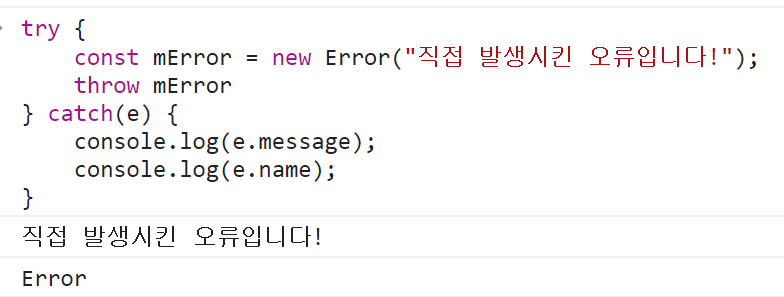 try {
    const mError = new Error("직접 발생시킨 오류입니다!");
    throw mError
} catch(e) {
    console.log(e.message);
    console.log(e.name);
}
직접 발생시킨 오류입니다!
Error